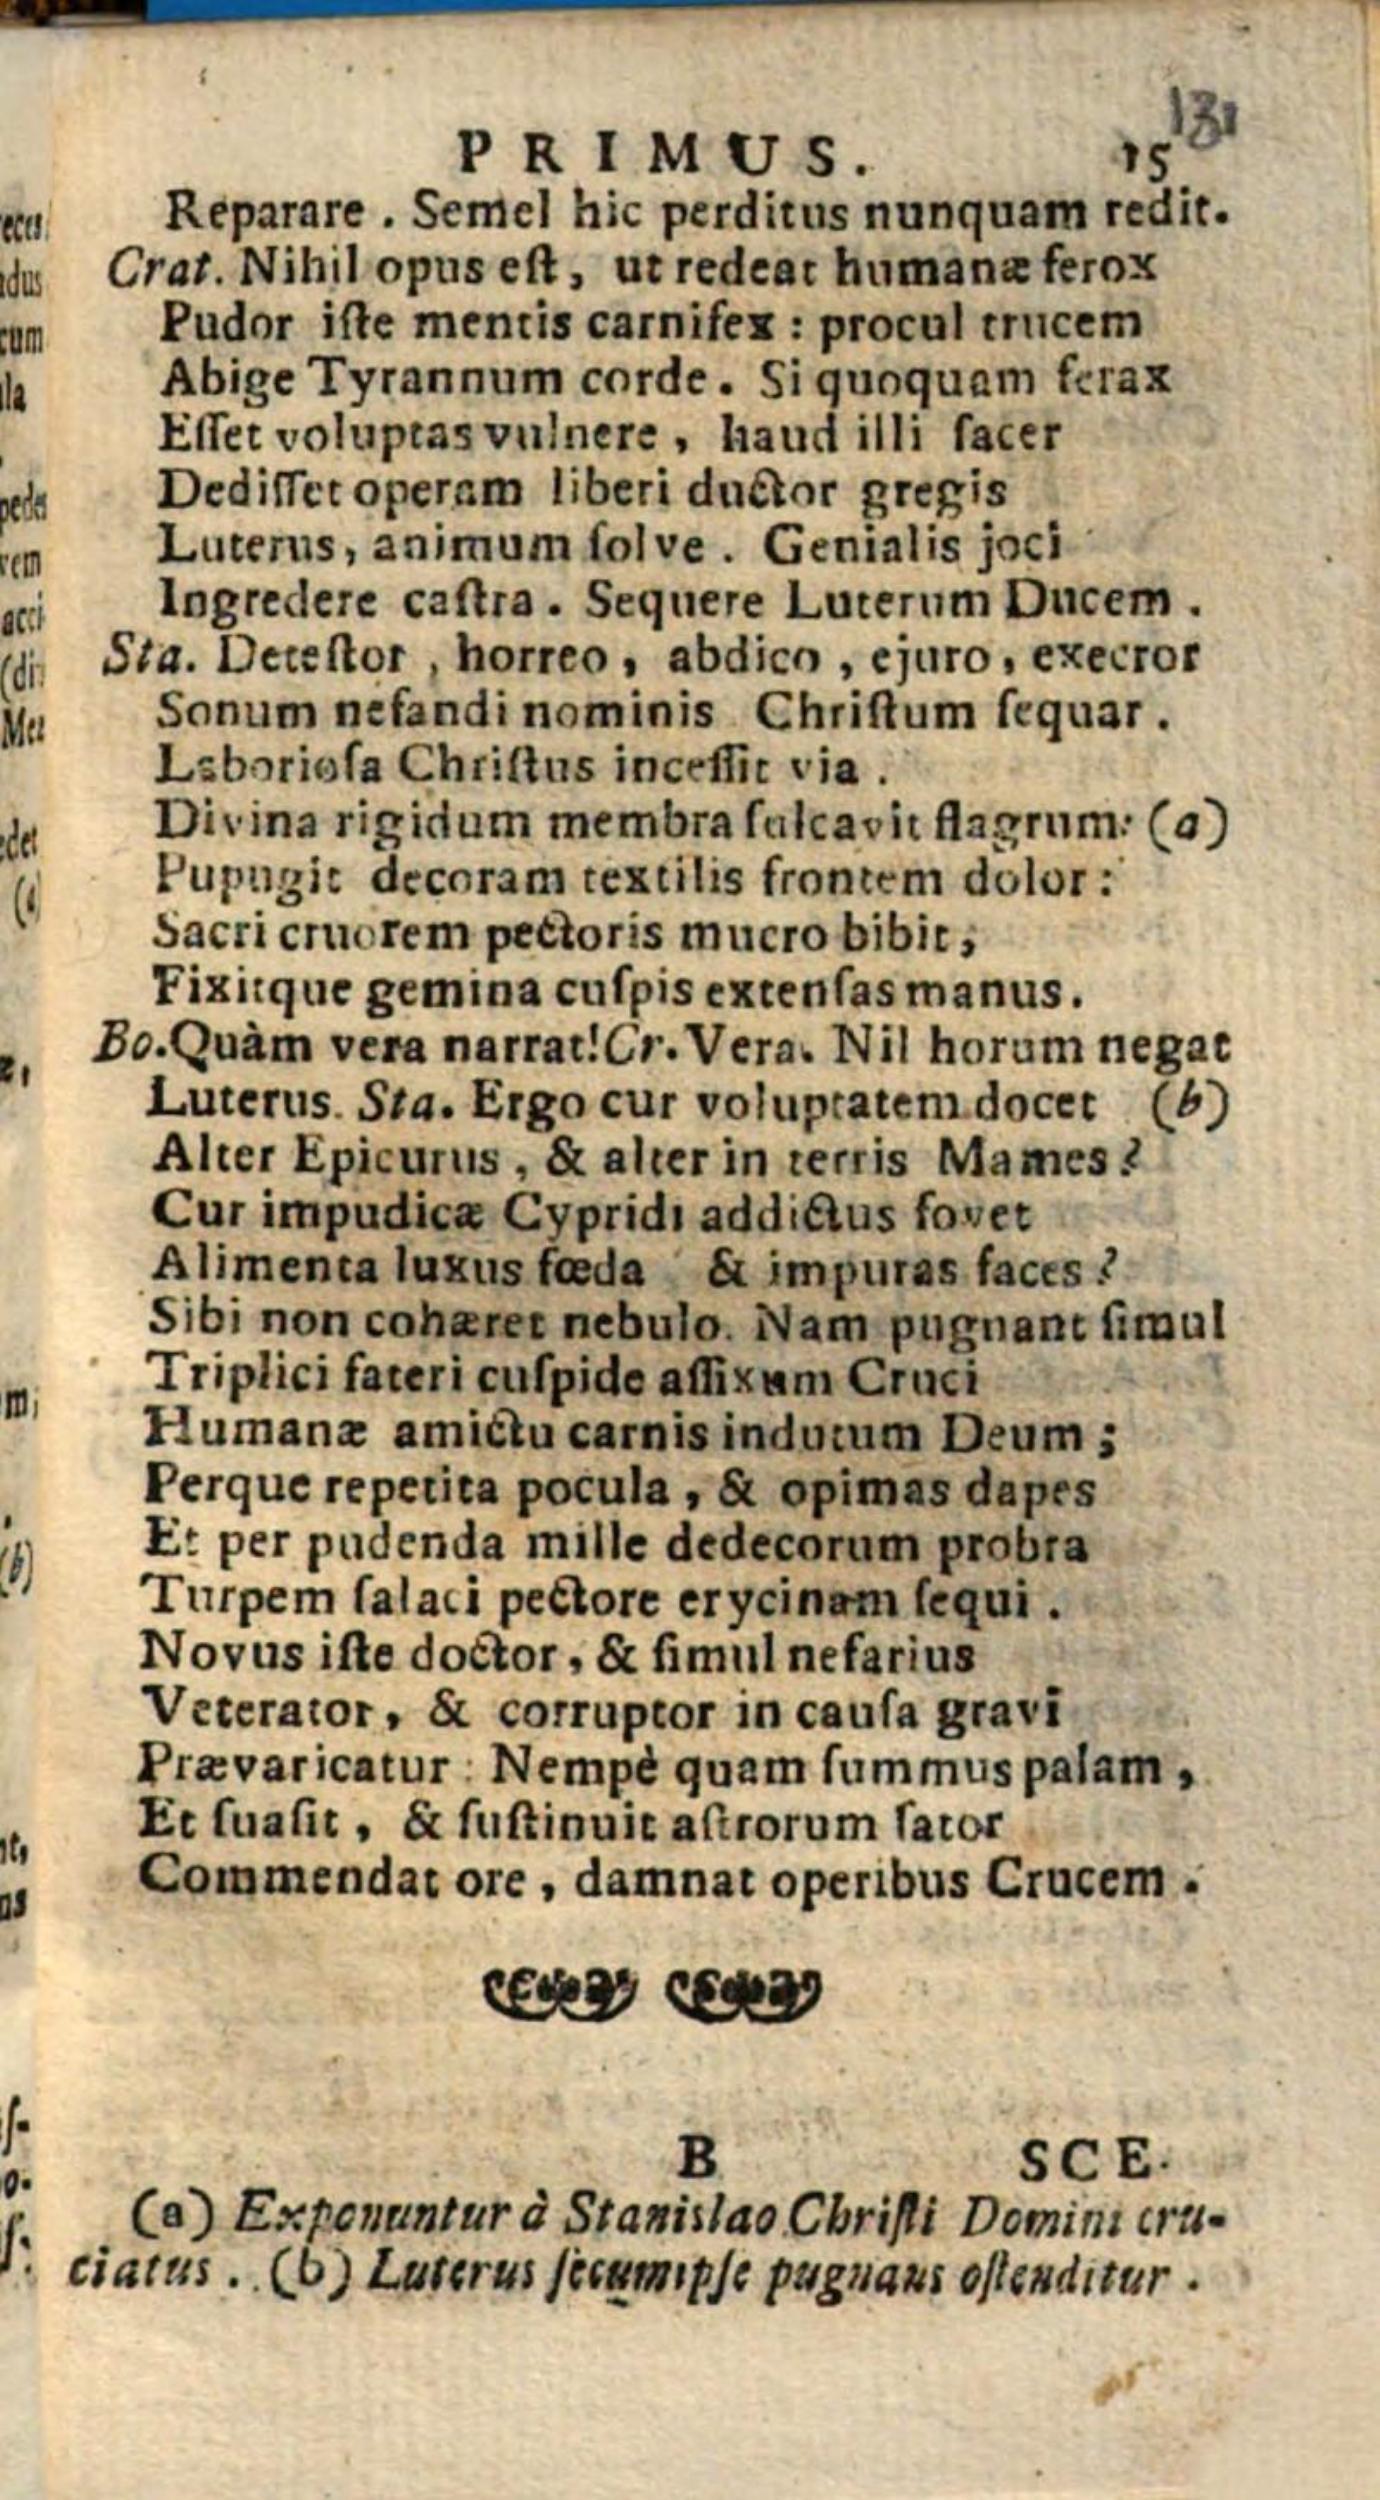 131
PRIMUS. 15
Reparare . Semel hic perditus nunquam redit.
Crat. Nihil opus eſt, ut redeat humanæ ferox
Pudor iſte mentis carnifex : procul trucem
Abige Tyrannum corde. Si quoquam ferax
Eſſet voluptas vulnere, haud illi ſacer
Dediſſet operam liberi ductor gregis
Luterus, animum ſolve. Genialis joci
Ingredere caſtra. Sequere Luterum Ducem.
Sta. Deteſtor, horreo, abdico, ejuro, execror
Sonum nefandi nominis Chriſtum ſequar.
Laborioſa Chriſtus inceſſit via.
Divina rigidum membra ſulcavit flagrum: (a)
Pupugit decoram textilis frontem dolor:
Sacri cruorem pectoris mucro bibit,
Fixitque gemina cuſpis extenſas manus.
Bo. Quàm vera narrat! Cr. Vera. Nil horum negat
Luterus. Sta. Ergo cur voluptatem docet (b)
Alter Epicurus, & alter in terris Mames?
Cur impudicæ Cypridi addictus fovet
Alimenta luxus fœda & impuras faces?
Sibi non cohæret nebulo. Nam pugnant ſimul
Triplici fateri cuſpide affixum Cruci
Humanæ amictu carnis indutum Deum;
Perque repetita pocula, & opimas dapes
Et per pudenda mille dedecorum probra
Turpem ſalaci pectore erycinam ſequi.
Novus iſte doctor, & ſimul nefarius
Veterator, & corruptor in cauſa gravi
Prævaricatur: Nempè quam ſummus palam,
Et ſuaſit, & ſuſtinuit aſtrorum ſator
Commendat ore, damnat operibus Crucem.
B SCE-
(a) Exponuntur à Stanislao Chriſti Domini cru-
ciatus. (b) Luterus ſecumipſe pugnans oſtenditur.